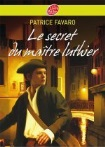 PATRICE FAVARD
Le secret
du maître luthier